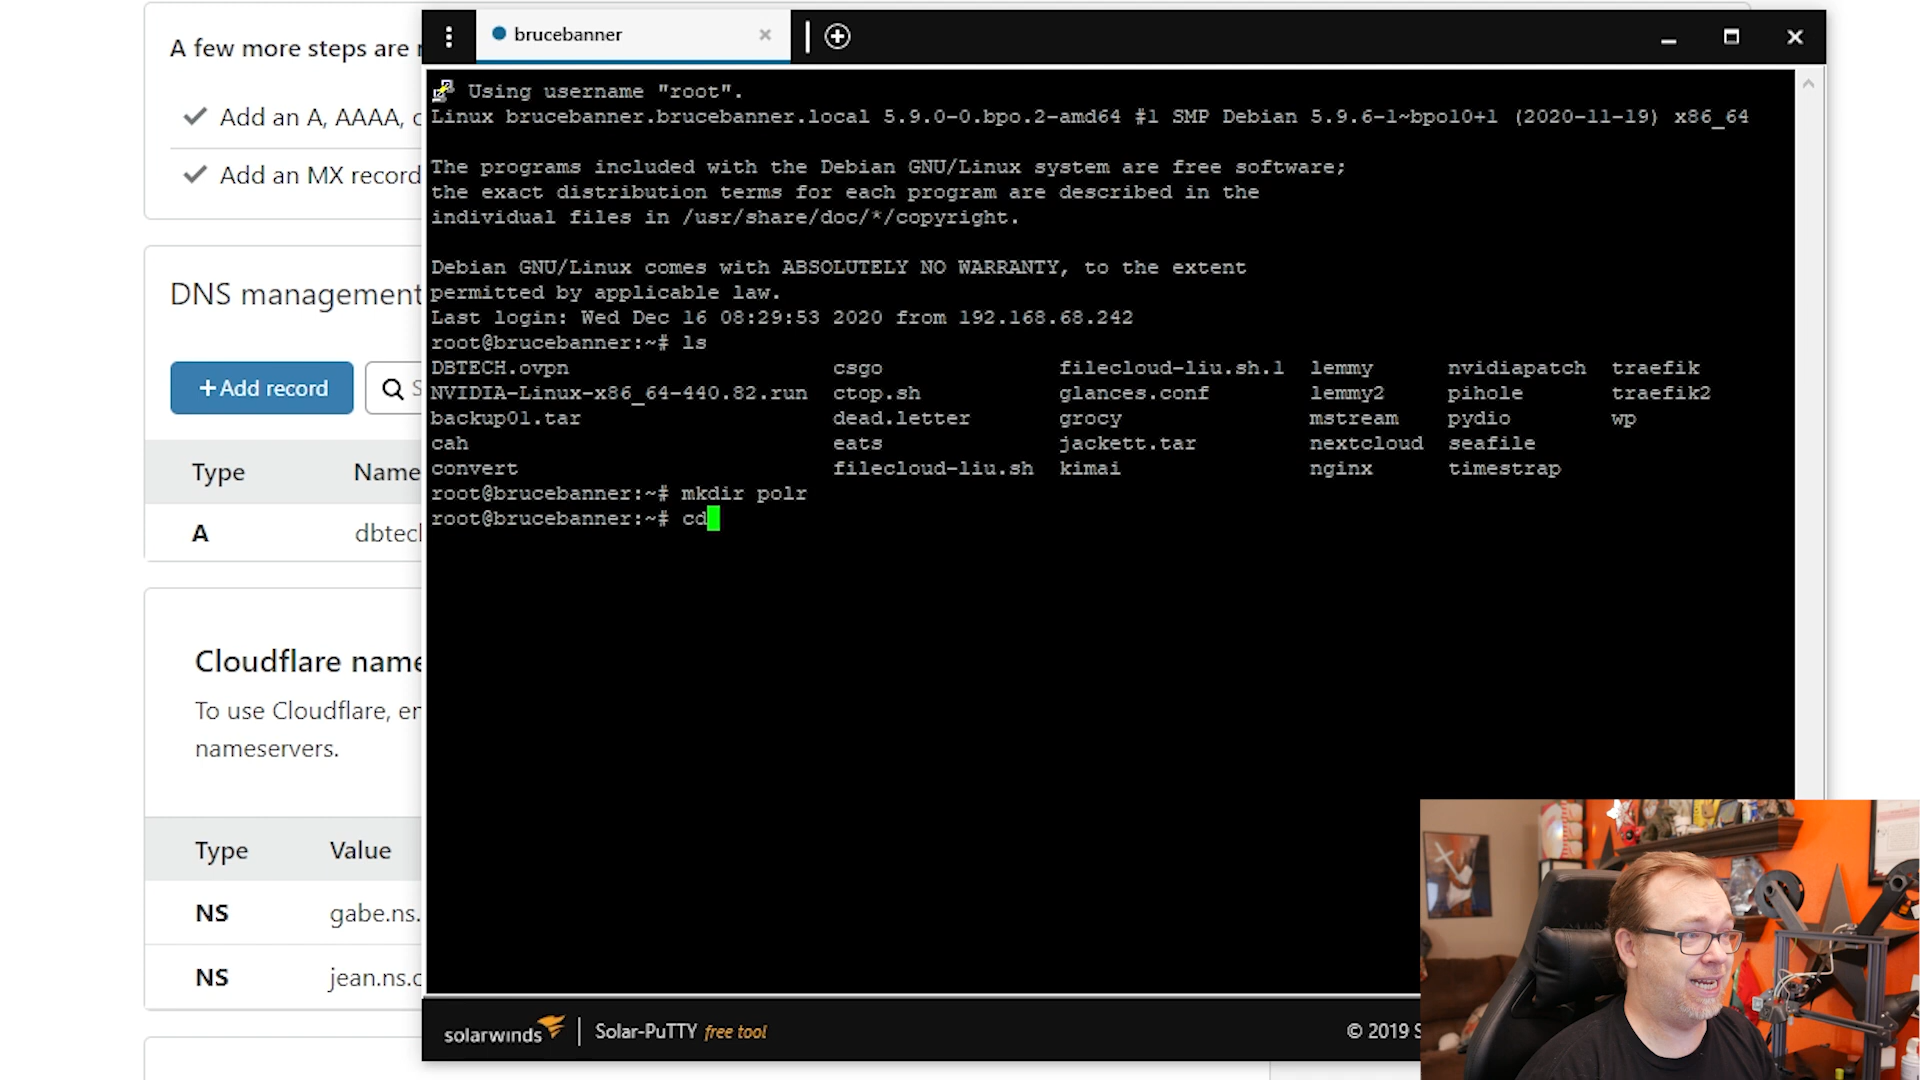 A few more steps are
Add an A, AAAA,
Add an MX record
DNS management
+ Add record
Type Name
A
Cloudflare
To use Cloudflare,
nameservers.
Type Value
NS gabe.ns.
NS jean.ns.
brucebanner
Using username "root".
Linux brucebanner.brucebanner.local 5.9.0-0.bpo.2-amd64 #1 SMP Debian 5.9.6-1~bpo10+1 (2020-11-19) x86_64
The programs included with the Debian GNU/Linux system are free software;
the exact distribution terms for each program are described in the
individual files in /usr/share/doc/*/copyright.
Debian GNU/Linux comes with ABSOLUTELY NO WARRANTY, to the extent
permitted by applicable law.
Last login: Wed Dec 16 08:29:53 2020 from 192.168.68.242
root@brucebanner:~# ls
DBTECH.ovpn csgo filecloud-liu.sh.1 lemmy nvidiapatch traefik
NVIDIA-Linux-x86_64-440.82.run ctop.sh glances.conf lemmy2 pihole traefik2
backup01.tar dead.letter grocy mstream pydio wp
cah eats jackett.tar nextcloud seafile
convert filecloud-liu.sh kimai nginx timestrap
root@brucebanner:~# mkdir polr
root@brucebanner:~# cd
solarwinds Solar-PuTTY free tool
© 2019